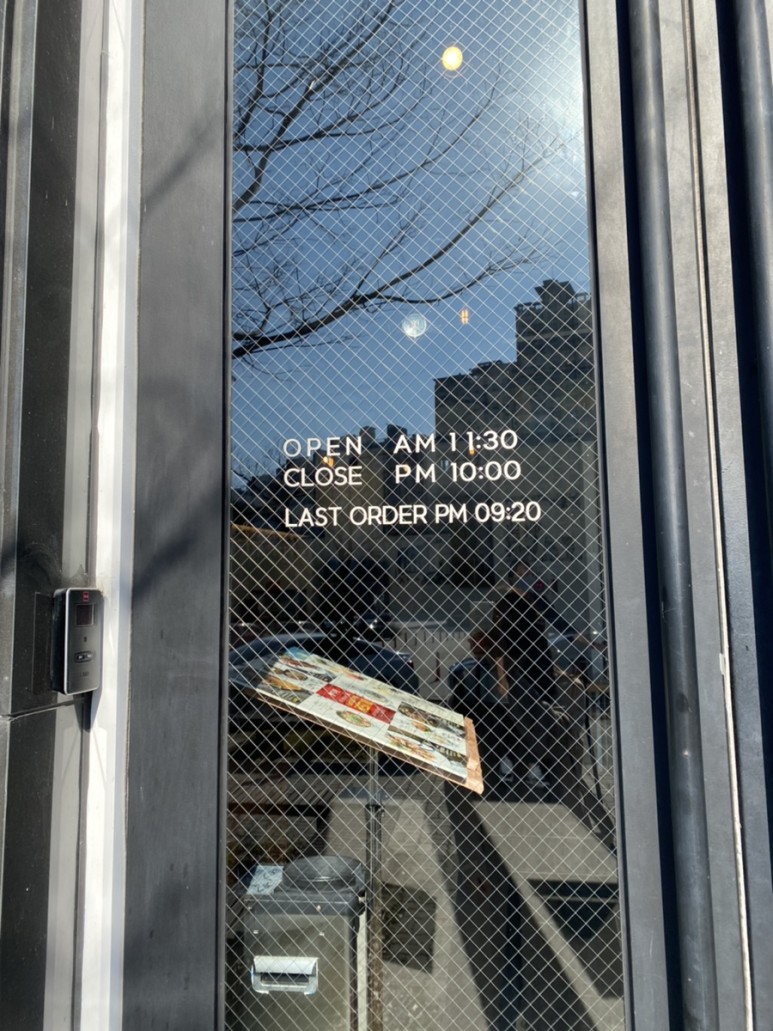 OPEN AM 11:30
CLOSE PM 10:00
LAST ORDER PM 09:20